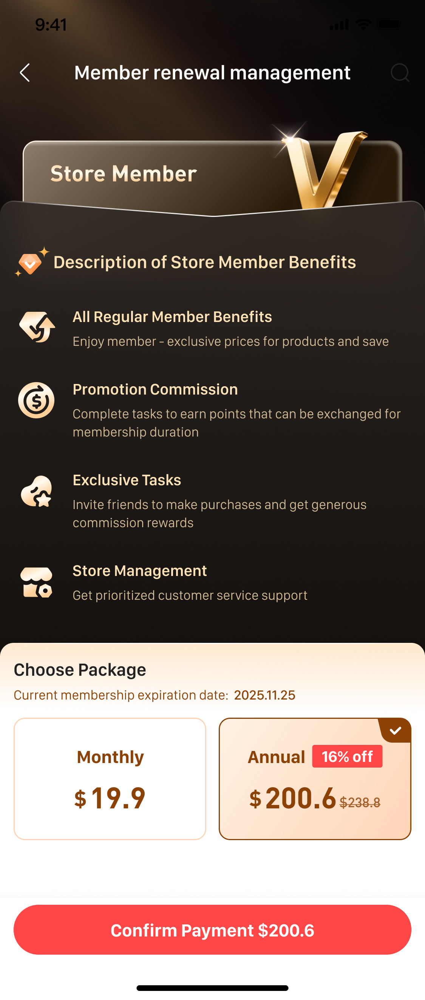 9:41
Member renewal management
Store Member
Description of Store Member Benefits
All Regular Member Benefits
Enjoy member - exclusive prices for products and save
Promotion Commission
Complete tasks to earn points that can be exchanged for
membership duration
Exclusive Tasks
Invite friends to make purchases and get generous
commission rewards
Store Management
Get prioritized customer service support
Choose Package
Current membership expiration date: 2025.11.25
Monthly
$ 19.9
Annual 16% off
$ 200.6 $238.8
Confirm Payment $200.6